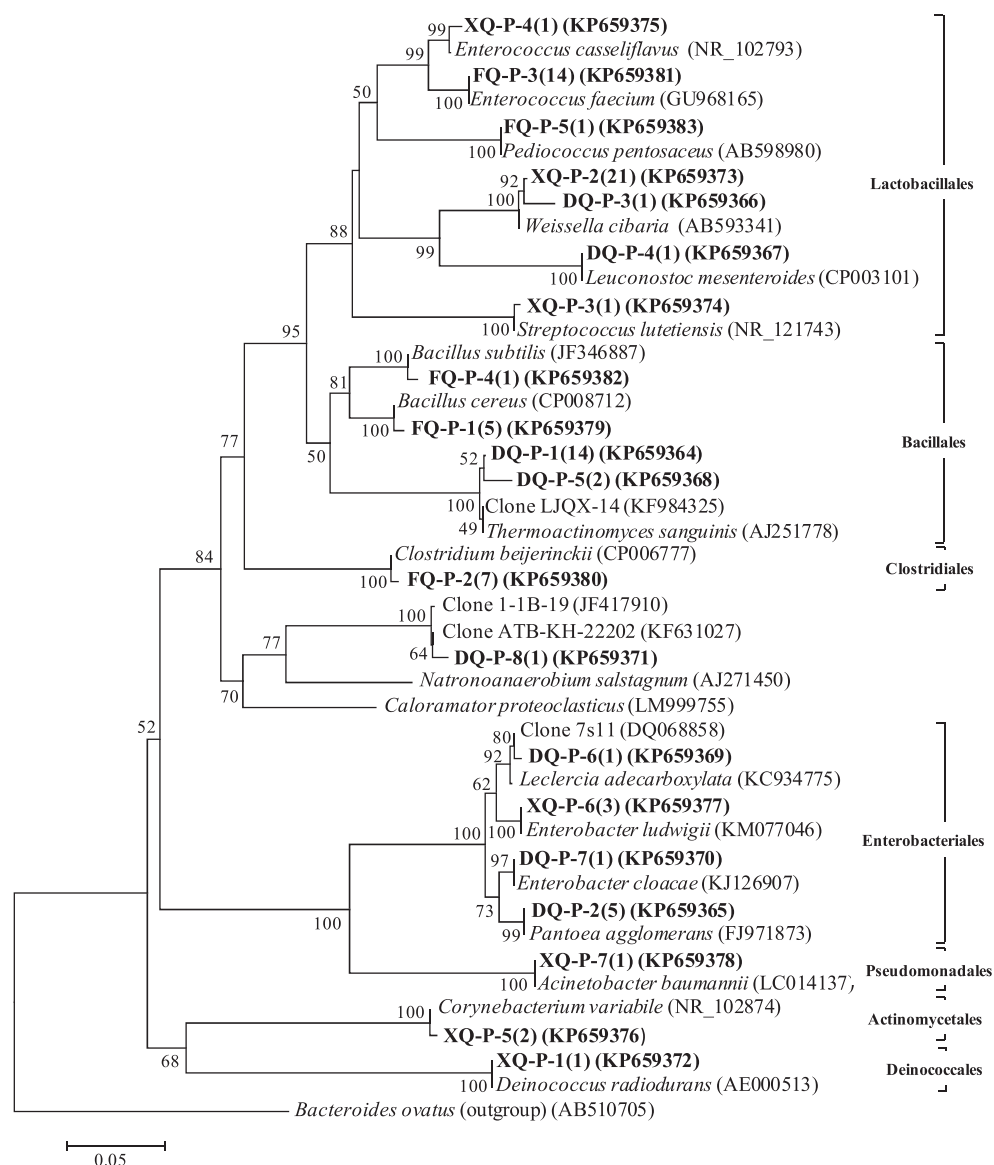 99 XQ-P-4(1) (KP659375)
99 Enterococcus casseliflavus (NR_102793)
FQ-P-3(14) (KP659381)
50 100 Enterococcus faecium (GU968165)
FQ-P-5(1) (KP659383)
100 Pediococcus pentosaceus (AB598980)
92 XQ-P-2(21) (KP659373)
Lactobacillales
100 DQ-P-3(1) (KP659366)
88 Weissella cibaria (AB593341)
99 DQ-P-4(1) (KP659367)
100 Leuconostoc mesenteroides (CP003101)
XQ-P-3(1) (KP659374)
95 100 Streptococcus lutetiensis (NR_121743)
100 Bacillus subtilis (JF346887)
81 FQ-P-4(1) (KP659382)
Bacillus cereus (CP008712)
77 100 FQ-P-1(5) (KP659379)
Bacillales
50 52 DQ-P-1(14) (KP659364)
DQ-P-5(2) (KP659368)
100 Clone LJQX-14 (KF984325)
49 Thermoactinomyces sanguinis (AJ251778)
84 Clostridium beijerinckii (CP006777)
Clostridiales
100 FQ-P-2(7) (KP659380)
100 Clone 1-1B-19 (JF417910)
77 Clone ATB-KH-22202 (KF631027)
64 DQ-P-8(1) (KP659371)
Natronoanaerobium salstagnum (AJ271450)
70 Caloramator proteoclasticus (LM999755)
52 80 Clone 7s11 (DQ068858)
92 DQ-P-6(1) (KP659369)
62 Leclercia adecarboxylata (KC934775)
XQ-P-6(3) (KP659377)
100 100 Enterobacter ludwigii (KM077046)
Enterobacteriales
97 DQ-P-7(1) (KP659370)
Enterobacter cloacae (KJ126907)
73 DQ-P-2(5) (KP659365)
100 99 Pantoea agglomerans (FJ971873)
XQ-P-7(1) (KP659378)
Pseudomonadales
100 Acinetobacter baumannii (LC014137)
100 Corynebacterium variabile (NR_102874)
Actinomycetales
XQ-P-5(2) (KP659376)
68 XQ-P-1(1) (KP659372)
Deinococcales
100 Deinococcus radiodurans (AE000513)
Bacteroides ovatus (outgroup) (AB510705)
0.05